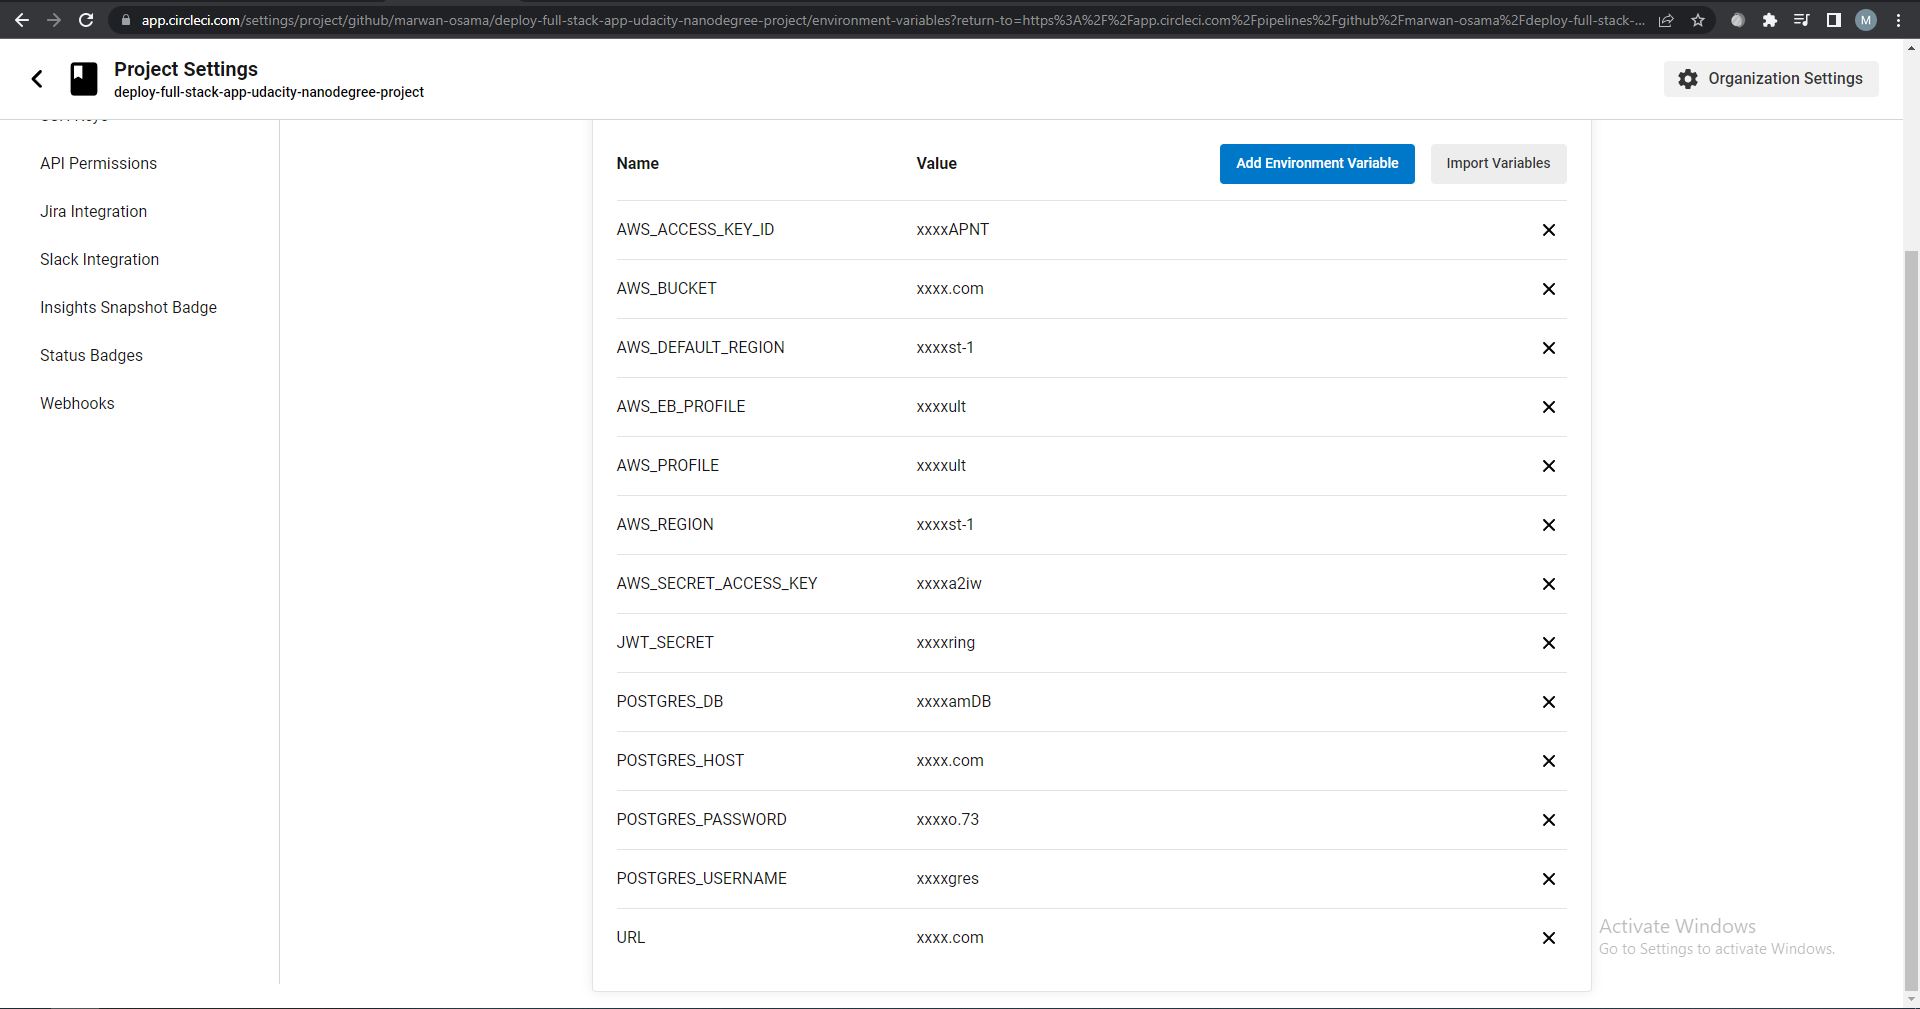 app.circleci.com/settings/project/github/marwan-osama/deploy-full-stack-app-udacity-nanodegree-project/environment-variables?return-to=https%3A%2F%2Fapp.circleci.com%2Fpipelines%2Fgithub%2Fmarwan-osama%2Fdeploy-full-stack-...
M
Project Settings
deploy-full-stack-app-udacity-nanodegree-project
Organization Settings
API Permissions
Jira Integration
Slack Integration
Insights Snapshot Badge
Status Badges
Webhooks
Name Value Add Environment Variable Import Variables
AWS_ACCESS_KEY_ID xxxxAPNT
AWS_BUCKET xxxx.com
AWS_DEFAULT_REGION xxxxst-1
AWS_EB_PROFILE xxxxult
AWS_PROFILE xxxxult
AWS_REGION xxxxst-1
AWS_SECRET_ACCESS_KEY xxxxa2iw
JWT_SECRET xxxxring
POSTGRES_DB xxxxamDB
POSTGRES_HOST xxxx.com
POSTGRES_PASSWORD xxxxo.73
POSTGRES_USERNAME xxxxgres
URL xxxx.com
Activate Windows
Go to Settings to activate Windows.